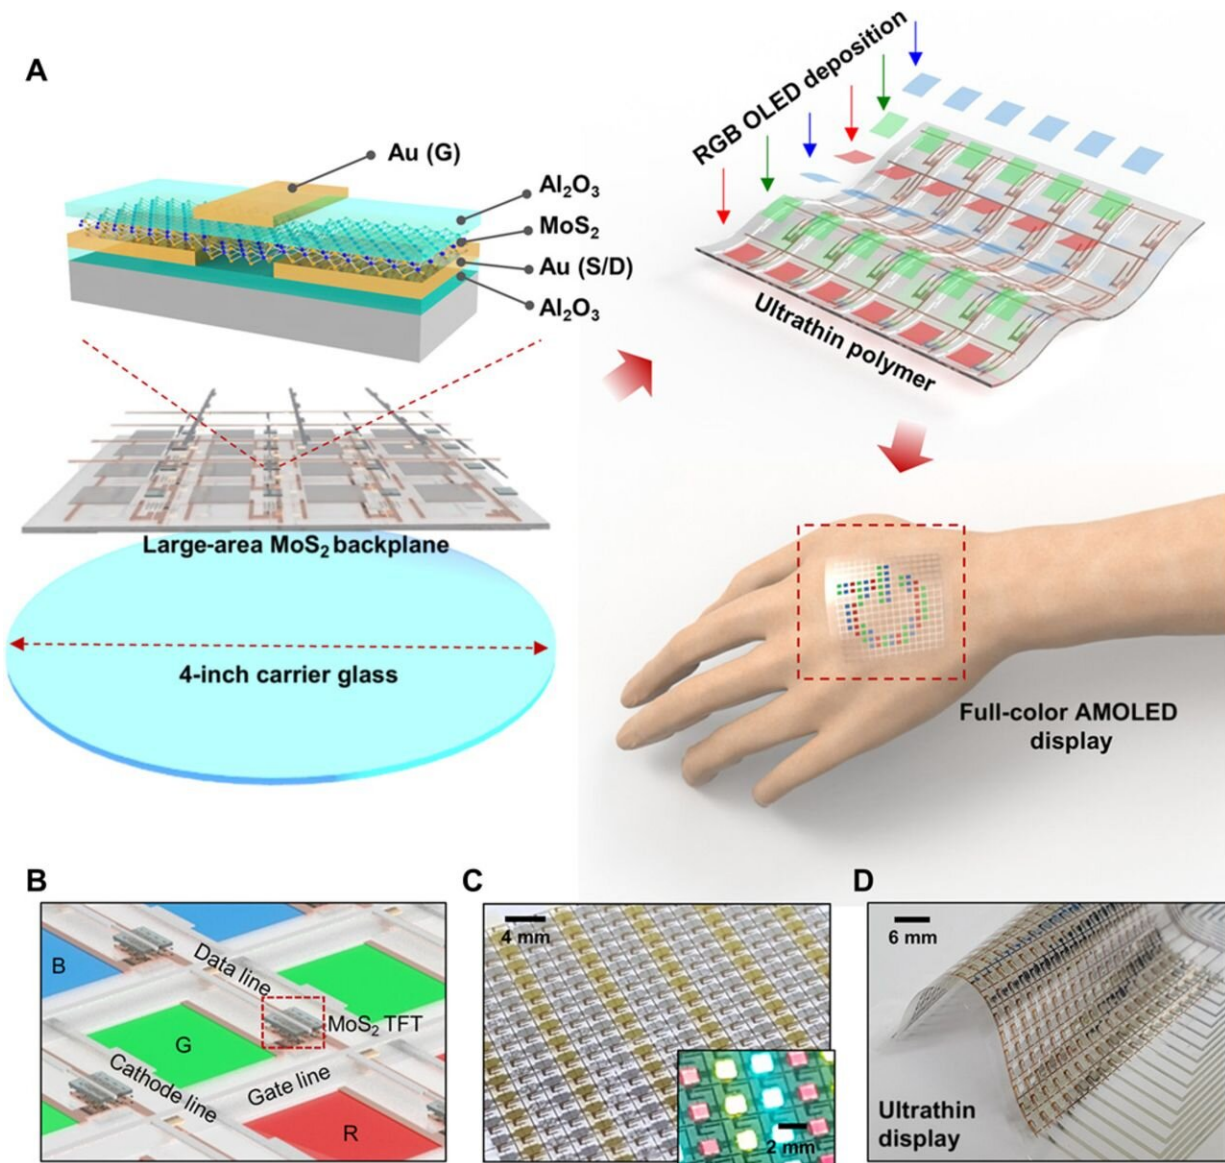 A
Au (G)
Al₂O₃
MoS₂
Au (S/D)
Al₂O₃
Large-area MoS₂ backplane
4-inch carrier glass
RGB OLED deposition
Ultrathin polymer
Full-color AMOLED
display
B
B
Data line
G
MoS₂ TFT
Cathode line
Gate line
R
C
4 mm
2 mm
D
6 mm
Ultrathin
display